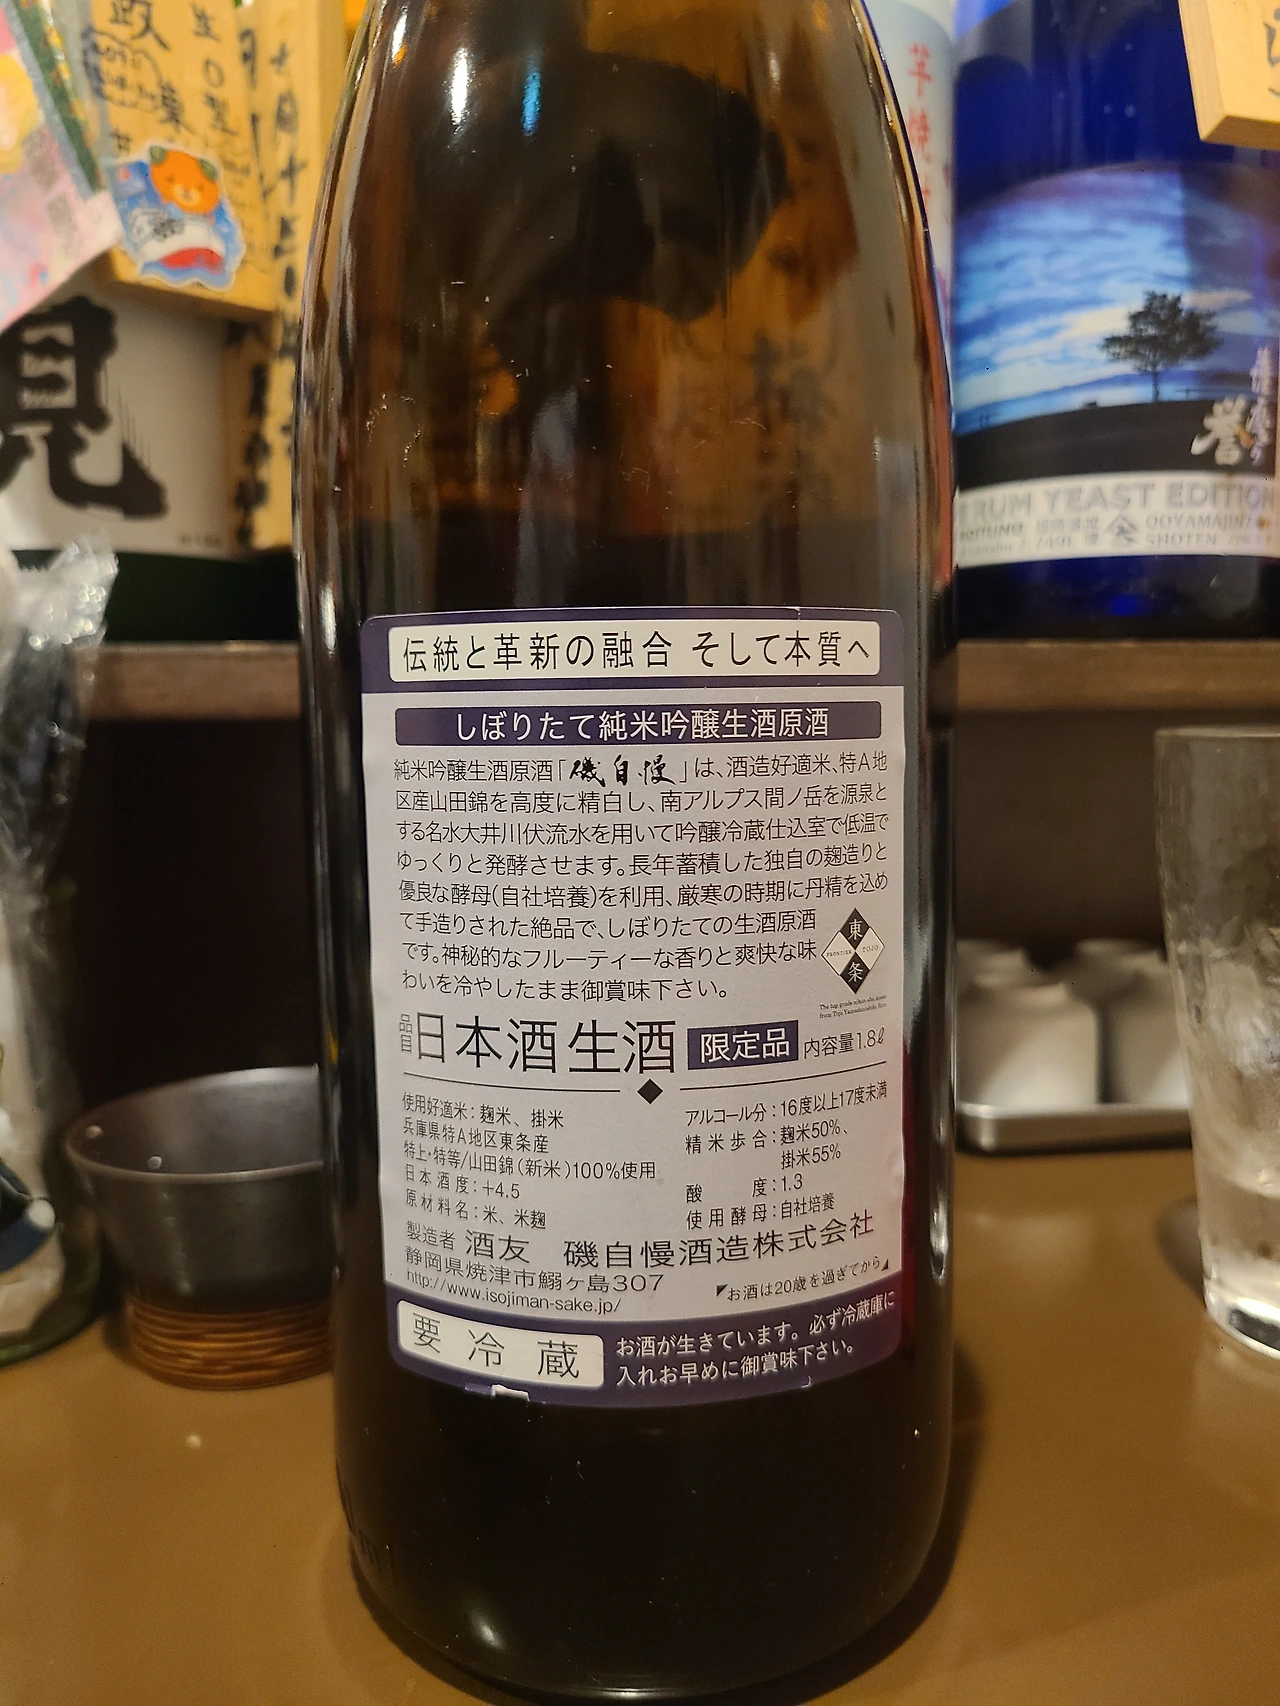 芋焼
見
誉
RUM YEAST EDITION
OOYAMAJINZ
SHOTEN
伝統と革新の融合 そして本質へ
しぼりたて純米吟醸生酒原酒
純米吟醸生酒原酒「磯自慢」は、酒造好適米、特A地
区産山田錦を高度に精白し、南アルプス間ノ岳を源泉と
する名水大井川伏流水を用いて吟醸冷蔵仕込室で低温で
ゆっくりと発酵させます。長年蓄積した独自の麹造りと
優良な酵母(自社培養)を利用、厳寒の時期に丹精を込め
て手造りされた絶品で、しぼりたての生酒原酒
です。神秘的なフルーティーな香りと爽快な味
わいを冷やしたまま御賞味下さい。
東
FRONTIER TOJO
条
品目 日本酒 生酒 限定品 内容量1.8ℓ
使用好適米:麹米、掛米
兵庫県特A地区東条産
特上・特等/山田錦(新米)100%使用
日本酒度:+4.5
原材料名:米、米麹
アルコール分:16度以上17度未満
精米歩合:麹米50%、
掛米55%
酸度:1.3
使用酵母:自社培養
製造者 酒友 磯自慢酒造株式会社
静岡県焼津市鰯ヶ島307
http://www.isojiman-sake.jp/
お酒は20歳を過ぎてから
要冷蔵
お酒が生きています。必ず冷蔵庫に
入れお早めに御賞味下さい。